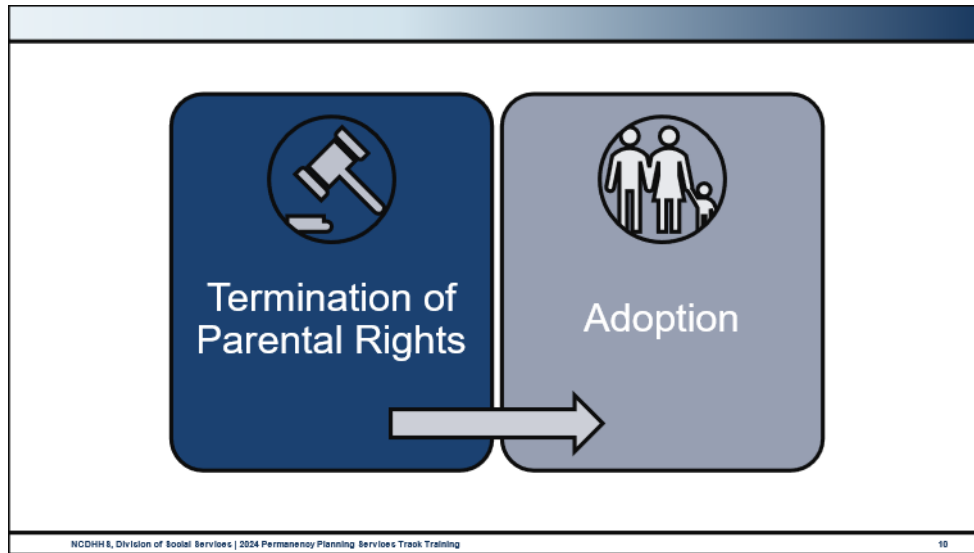 Termination of
Parental Rights
Adoption
NCDHHS, Division of Social Services | 2024 Permanency Planning Services Track Training
10